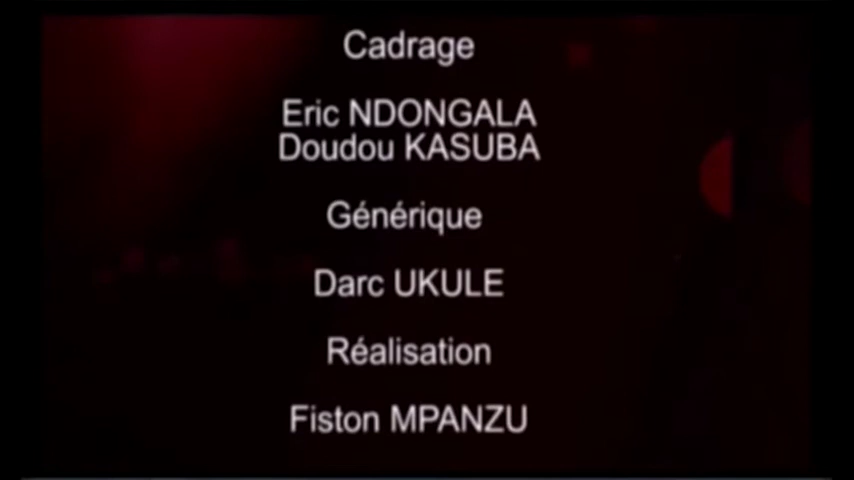 Cadrage
Eric NDONGALA
Doudou KASUBA
Générique
Darc UKULE
Réalisation
Fiston MPANZU